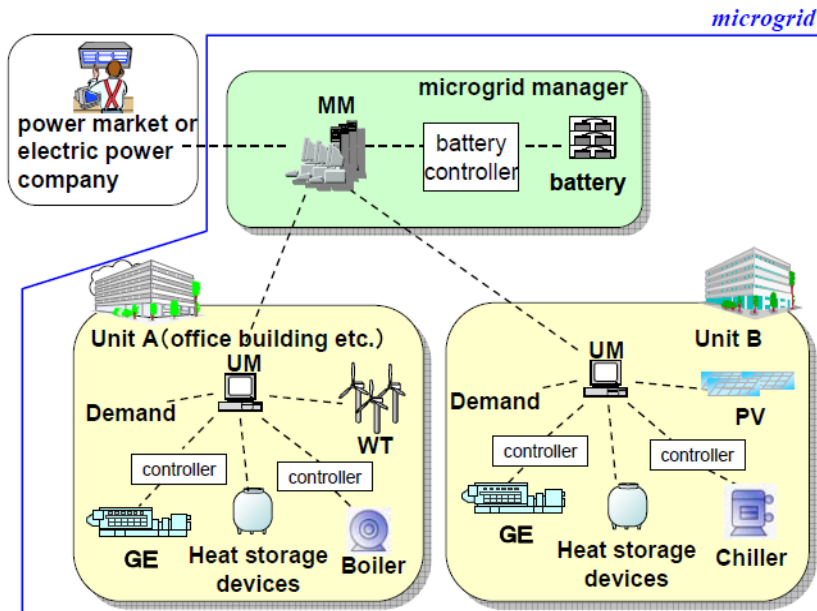 microgrid
power market or
electric power
company
microgrid manager
MM
battery
controller
battery
Unit A(office building etc.)
UM
Demand
WT
controller
controller
GE
Heat storage
devices
Boiler
Unit B
UM
Demand
PV
controller
controller
GE
Heat storage
devices
Chiller